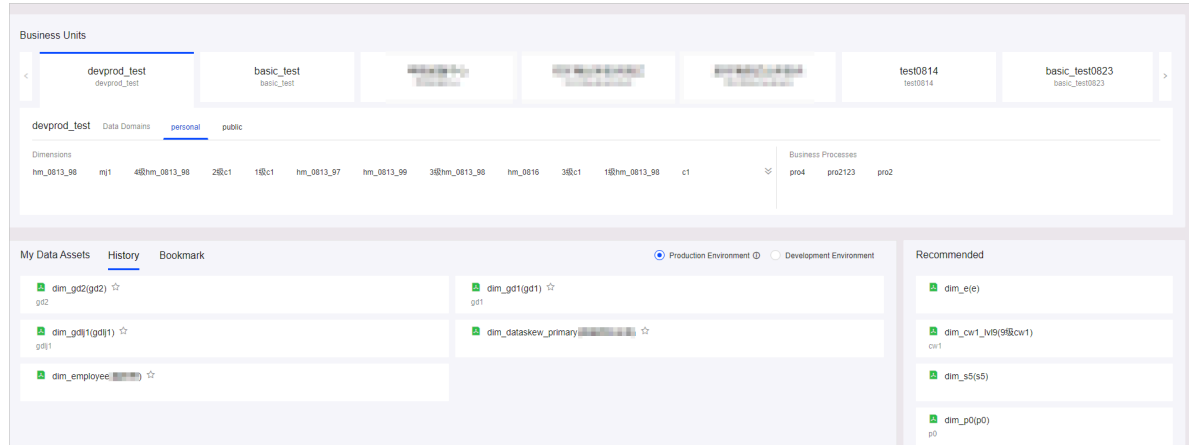 Business Units
devprod_test
devprod_test
basic_test
basic_test
test0814
test0814
basic_test0823
basic_test0823
devprod_test Data Domains personal public
Dimensions
hm_0813_98 mj1 4级hm_0813_98 2级c1 1级c1 hm_0813_97 hm_0813_99 3级hm_0813_98 hm_0816 3级c1 1级hm_0813_98 c1
Business Processes
pro4 pro2123 pro2
My Data Assets History Bookmark
Production Environment Development Environment
dim_gd2(gd2)
gd2
dim_gd1(gd1)
gd1
dim_gdlj1(gdlj1)
gdlj1
dim_dataskew_primary
dim_employee
Recommended
dim_e(e)
dim_cw1_lvl9(9级cw1)
cw1
dim_s5(s5)
dim_p0(p0)
p0